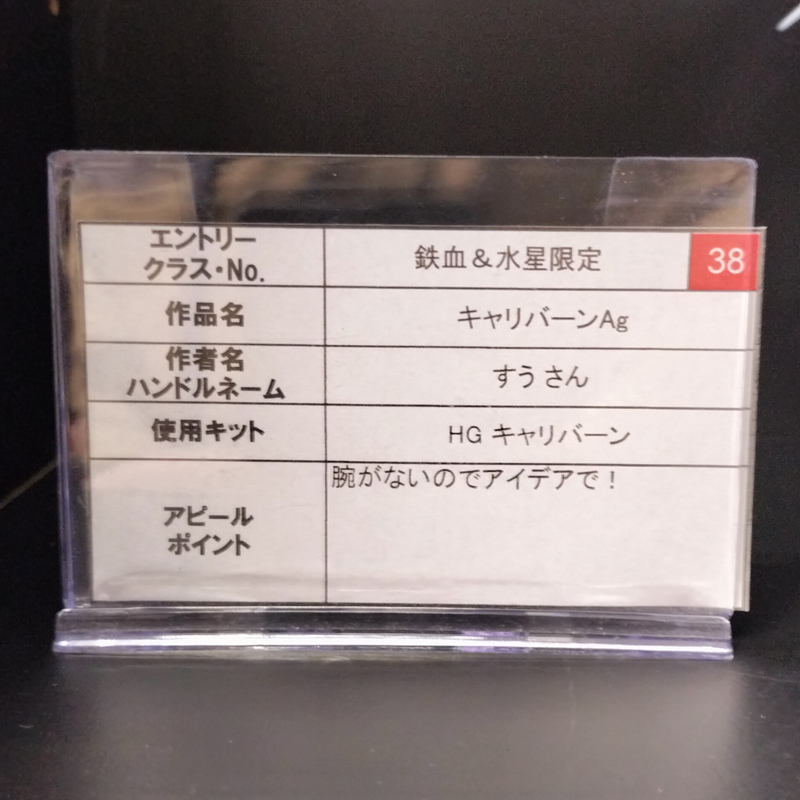 エントリー
クラス・No.
鉄血＆水星限定
38
作品名
キャリバーンAg
作者名
ハンドルネーム
すう さん
使用キット
HG キャリバーン
アピール
ポイント
腕がないのでアイデアで！